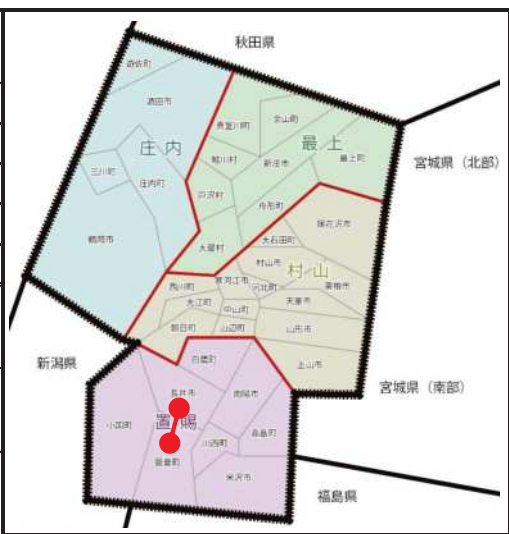 秋田県
遊佐町
酒田市
金山町
真室川町
庄内
最上
鮭川村
新庄市
最上町
宮城県（北部）
三川町
庄内町
戸沢村
舟形町
鶴岡市
尾花沢市
大石田町
大蔵村
村山市
村山
西川町
寒河江市
河北町
東根市
大江町
中山町
天童市
朝日町
山辺町
山形市
新潟県
白鷹町
上山市
宮城県（南部）
長井市
南陽市
小国町
置賜
高畠町
川西町
飯豊町
米沢市
福島県